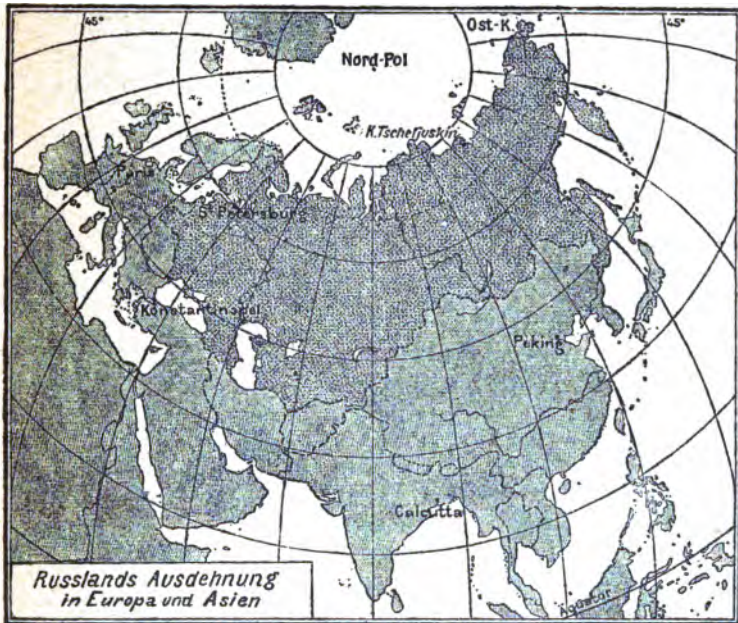 45°
Ost-K.
45°
Nord-Pol
K.Tscheljuskin
Paris
St Petersburg
Konstantinopel
Peking
Calcutta
Äquator
Russlands Ausdehnung
in Europa und Asien